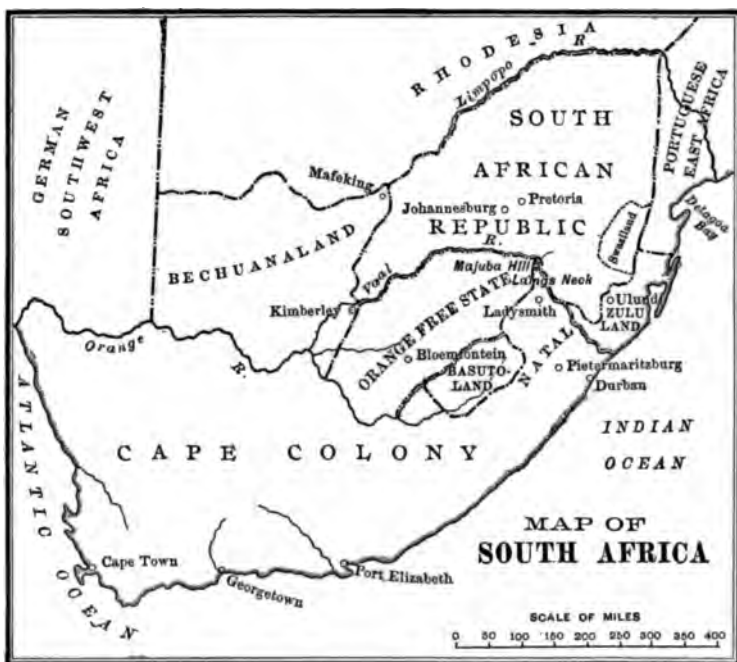 RHODESIA
Limpopo R
GERMAN
SOUTHWEST
AFRICA
SOUTH
AFRICAN
REPUBLIC
PORTUGUESE
EAST AFRICA
Delagoa
Bay
Mafeking
Johannesburg
Pretoria
Swaziland
BECHUANALAND
Vaal R.
Majuba Hill
Laings Neck
Kimberley
ORANGE FREE STATE
Ladysmith
Ulundi
ZULU
LAND
Orange R.
Bloemfontein
BASUTO-
LAND
NATAL
Pietermaritzburg
Durban
ATLANTIC
OCEAN
CAPE COLONY
INDIAN
OCEAN
Cape Town
Georgetown
Port Elizabeth
MAP OF
SOUTH AFRICA
SCALE OF MILES
0 50 100 150 200 250 300 350 400